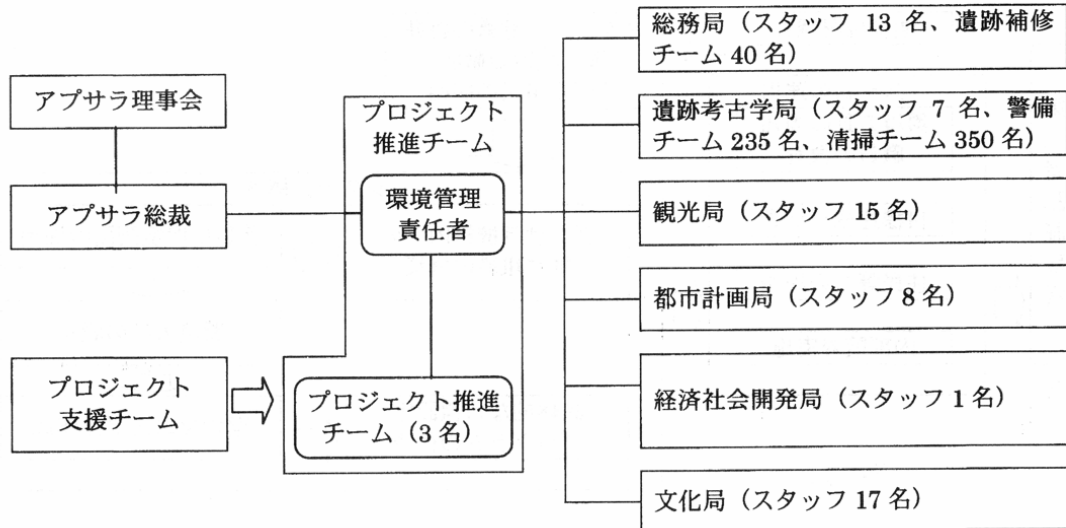 アプサラ理事会
アプサラ総裁
プロジェクト
支援チーム
プロジェクト
推進チーム
環境管理
責任者
プロジェクト推進
チーム（3 名）
総務局（スタッフ 13 名、遺跡補修
チーム 40 名）
遺跡考古学局（スタッフ 7 名、警備
チーム 235 名、清掃チーム 350 名）
観光局（スタッフ 15 名）
都市計画局（スタッフ 8 名）
経済社会開発局（スタッフ 1 名）
文化局（スタッフ 17 名）